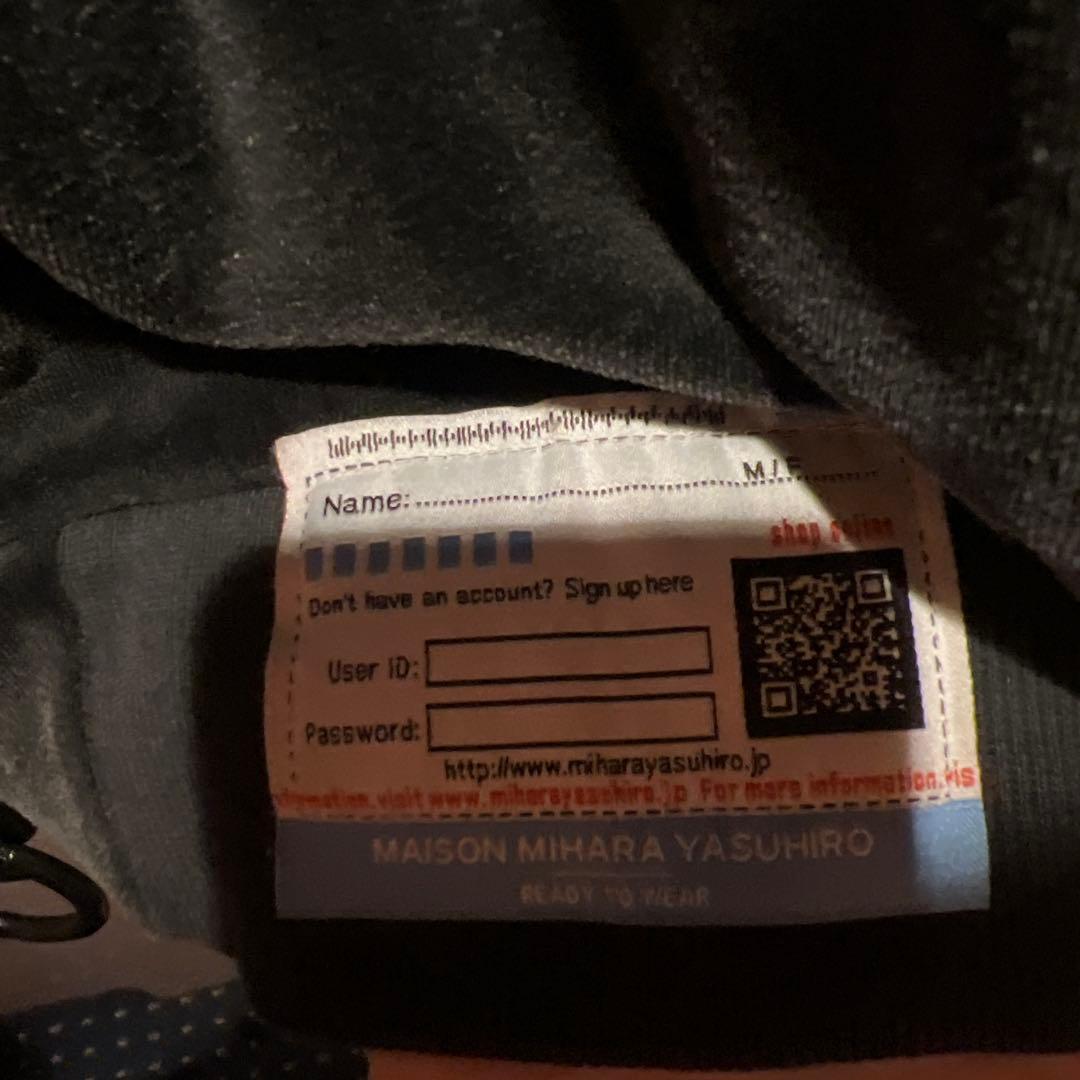 Name:
M/F
shop online
Don't have an account? Sign up here
User ID:
Password:
http://www.miharayasuhiro.jp
visit www.miharayasuhiro.jp For more information.vis
MAISON MIHARA YASUHIRO
READY TO WEAR